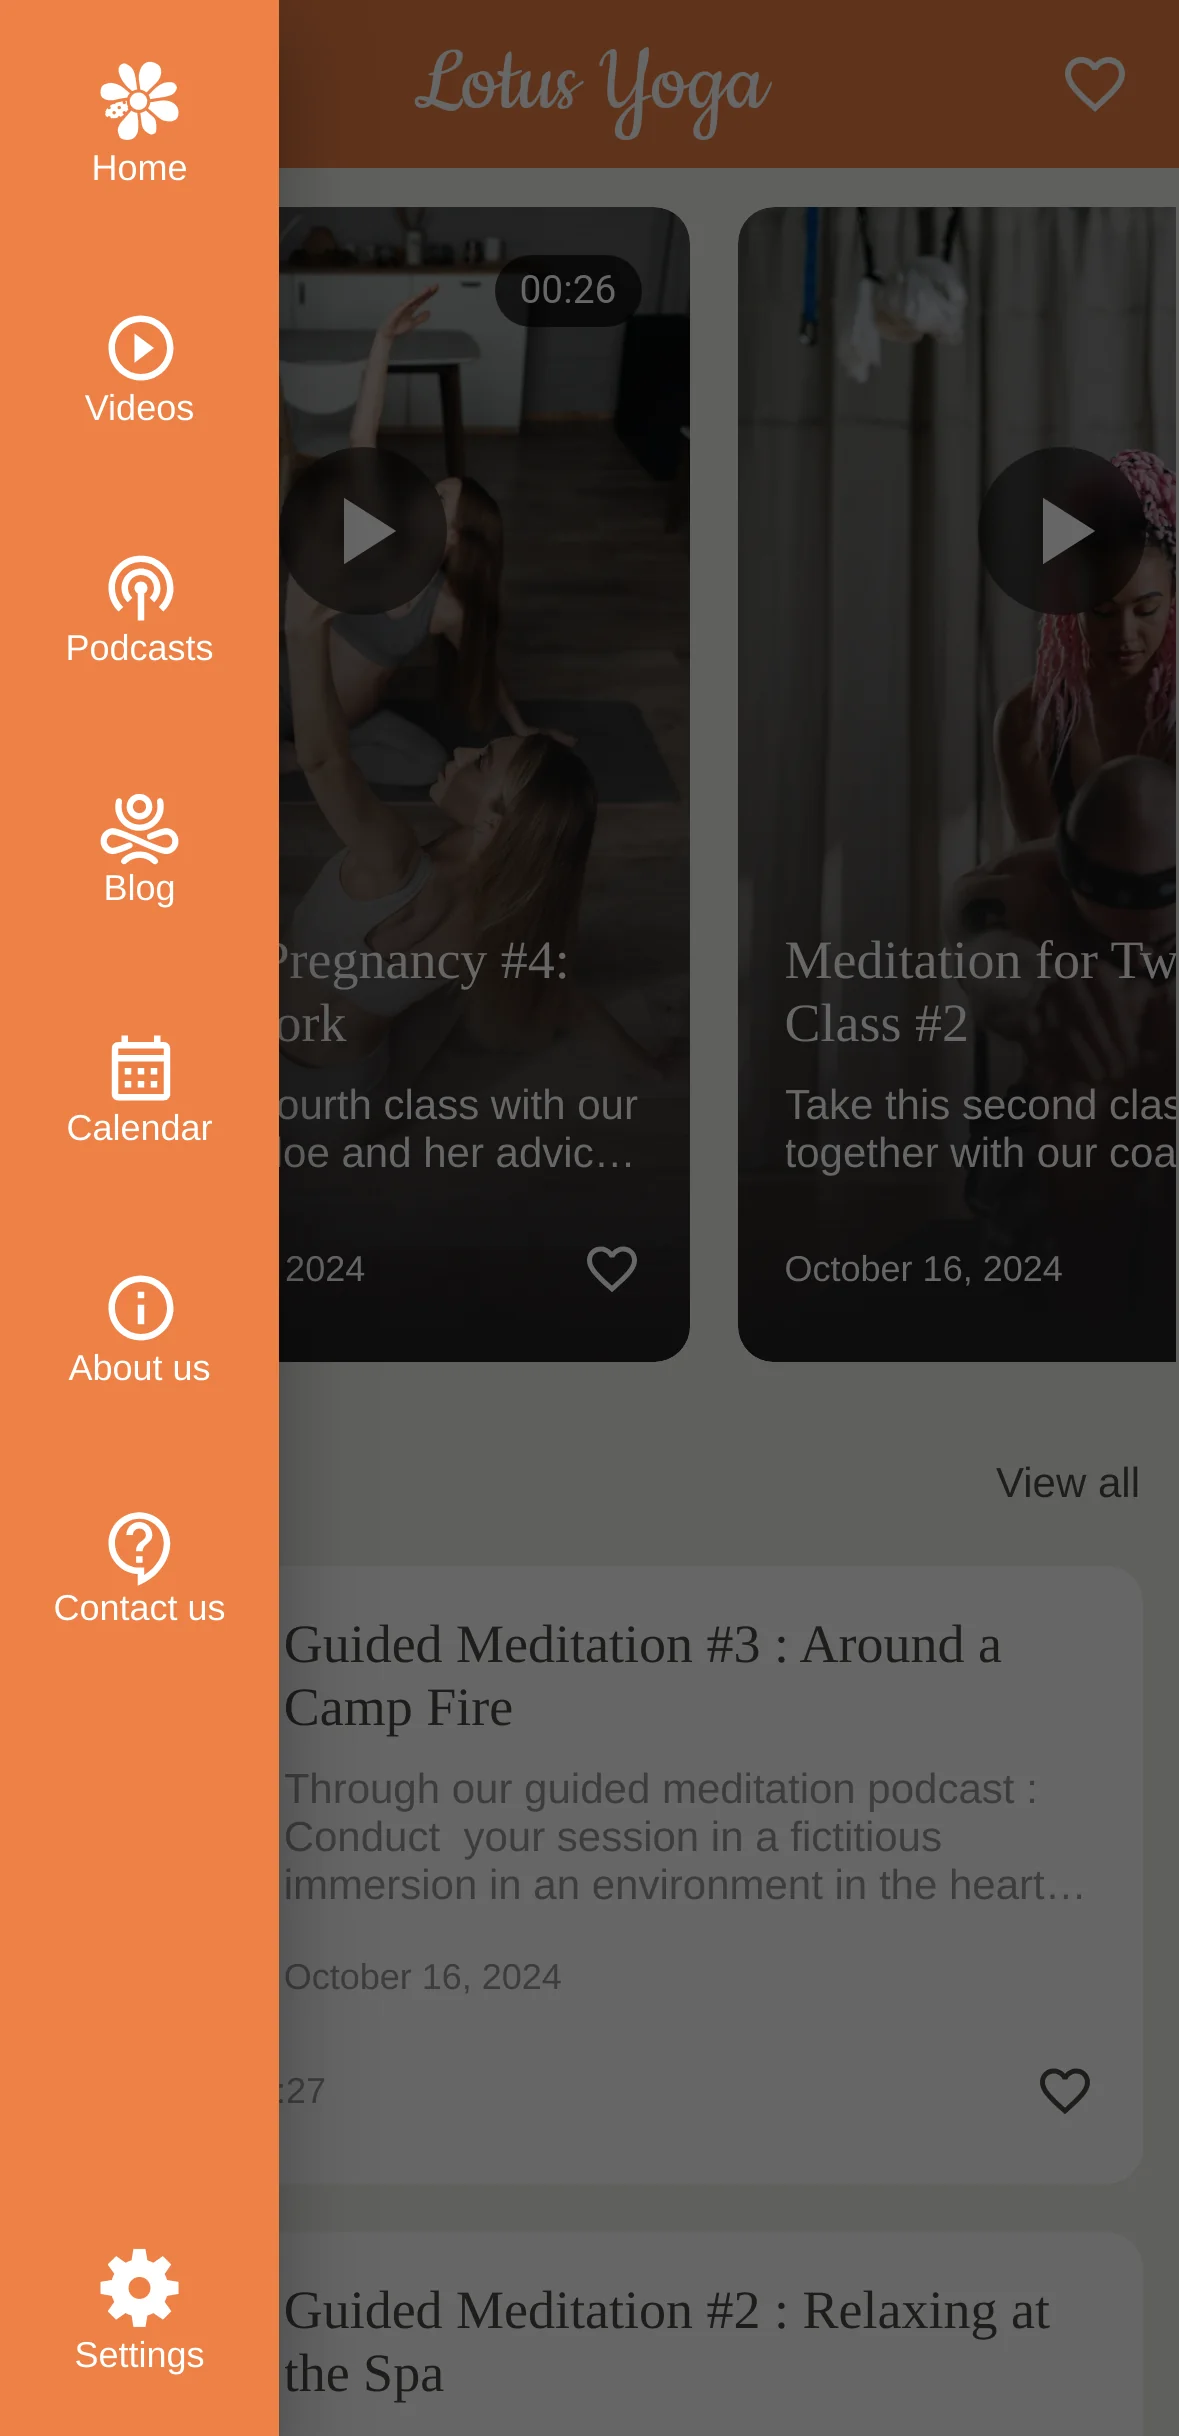 Home
Videos
Podcasts
Blog
Calendar
About us
Contact us
Settings
Lotus Yoga
00:26
Pregnancy #4:
ork
ourth class with our
loe and her advic…
2024
Meditation for Tw
Class #2
Take this second clas
together with our coa
October 16, 2024
View all
Guided Meditation #3 : Around a
Camp Fire
Through our guided meditation podcast :
Conduct  your session in a fictitious
immersion in an environment in the heart…
October 16, 2024
:27
Guided Meditation #2 : Relaxing at
the Spa